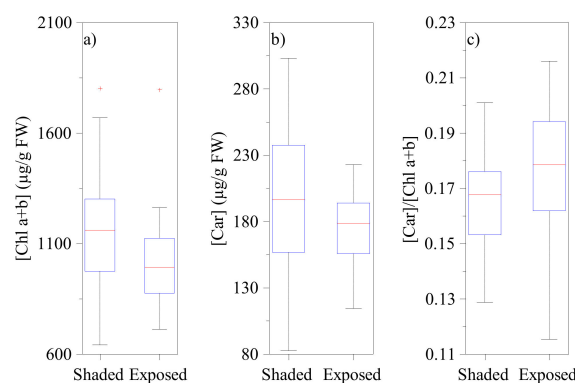 a)
[Chl a+b] (µg/g FW)
2100
1600
1100
600
Shaded Exposed
b)
[Car] (µg/g FW)
330
280
230
180
130
80
Shaded Exposed
c)
[Car]/[Chl a+b]
0.23
0.21
0.19
0.17
0.15
0.13
0.11
Shaded Exposed